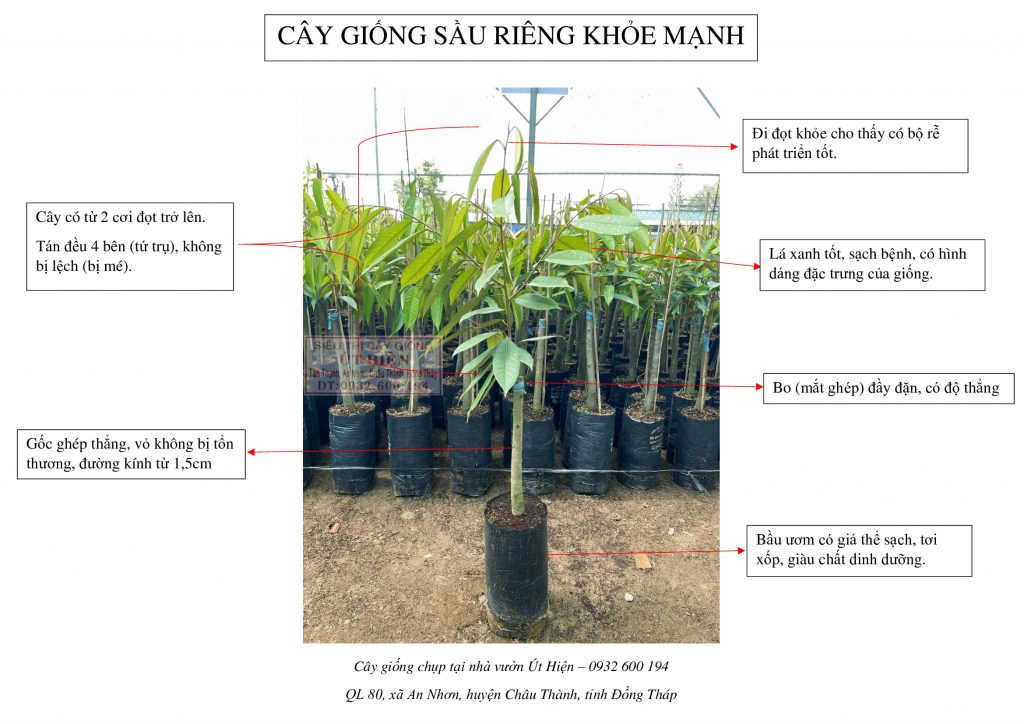 CÂY GIỐNG SẦU RIÊNG KHỎE MẠNH
Đi đọt khỏe cho thấy có bộ rễ
phát triển tốt.
Cây có từ 2 cơi đọt trở lên.
Tán đều 4 bên (tứ trụ), không
bị lệch (bị mé).
Lá xanh tốt, sạch bệnh, có hình
dáng đặc trưng của giống.
SIÊU THỊ CÂY GIỐNG
ÚT HIỆN
ĐT:0932 600 194
Bo (mắt ghép) đầy đặn, có độ thẳng
Gốc ghép thẳng, vỏ không bị tổn
thương, đường kính từ 1,5cm
Bầu ươm có giá thể sạch, tơi
xốp, giàu chất dinh dưỡng.
Cây giống chụp tại nhà vườn Út Hiện – 0932 600 194
QL 80, xã An Nhơn, huyện Châu Thành, tỉnh Đồng Tháp